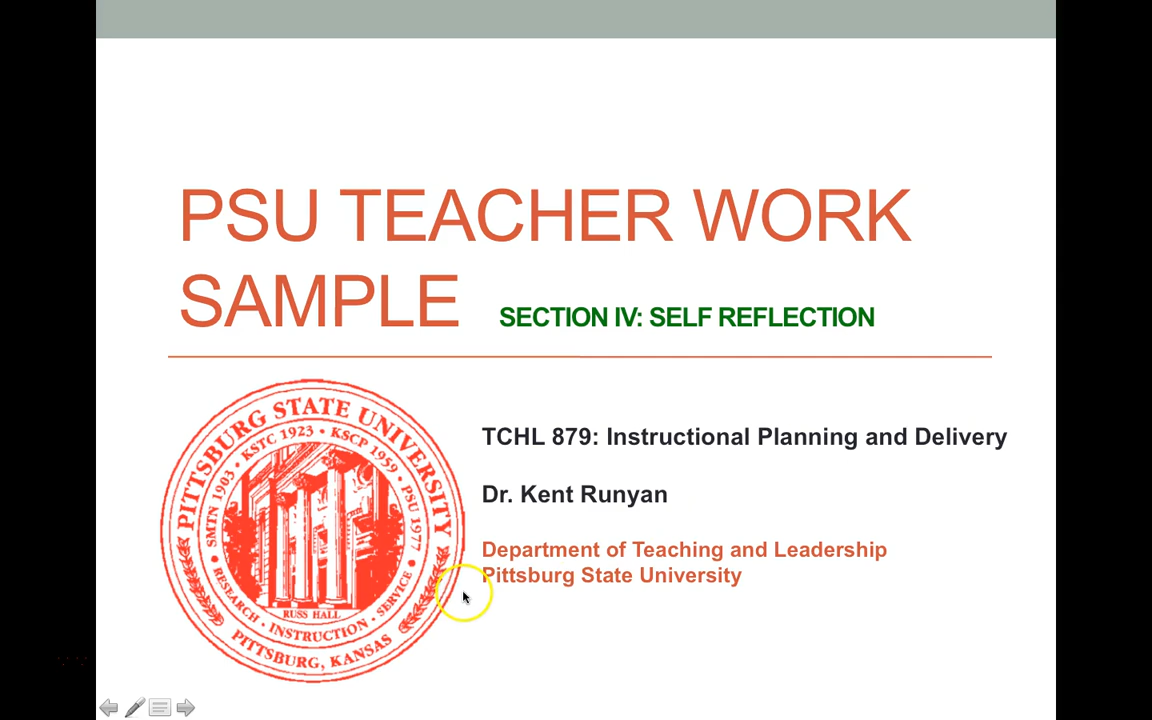 PSU TEACHER WORK
SAMPLE SECTION IV: SELF REFLECTION
TCHL 879: Instructional Planning and Delivery
Dr. Kent Runyan
Department of Teaching and Leadership
Pittsburg State University
PITTSBURG STATE UNIVERSITY
SMTN 1903 • KSTC 1923 • KSCP 1959 • PSU 1977
RUSS HALL
• RESEARCH • INSTRUCTION • SERVICE •
PITTSBURG, KANSAS